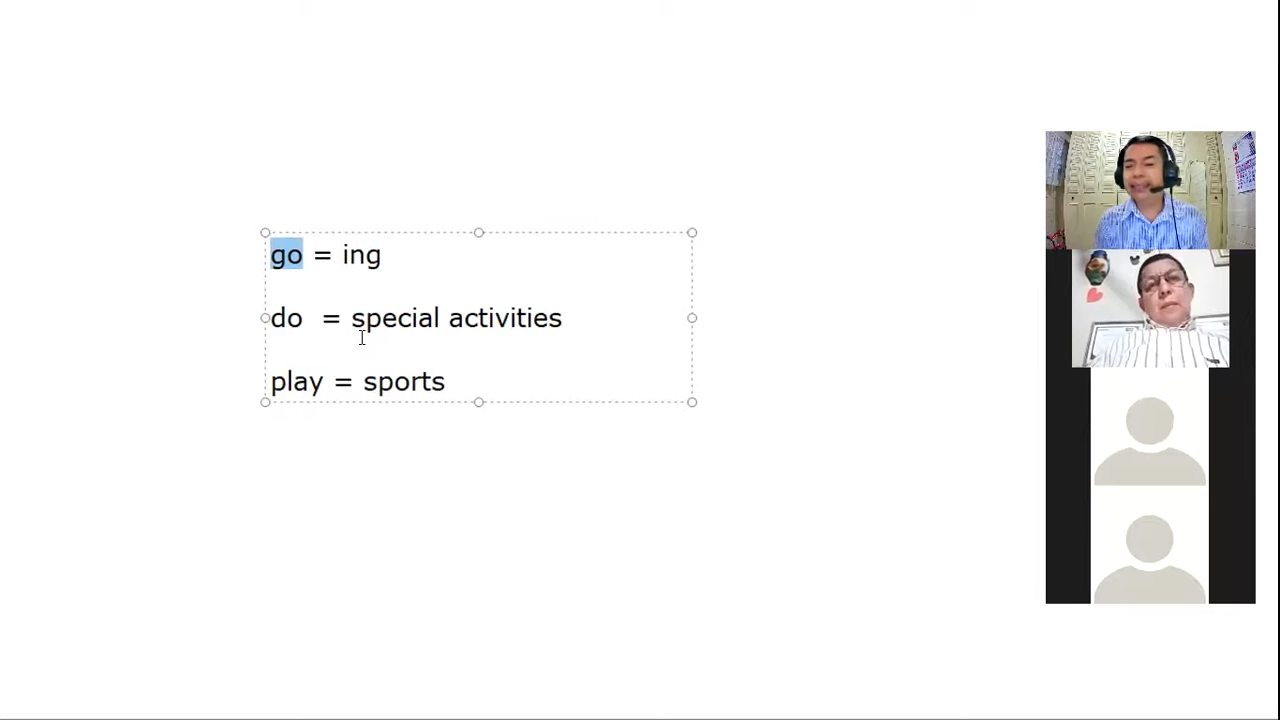 go = ing
do = special activities
play = sports